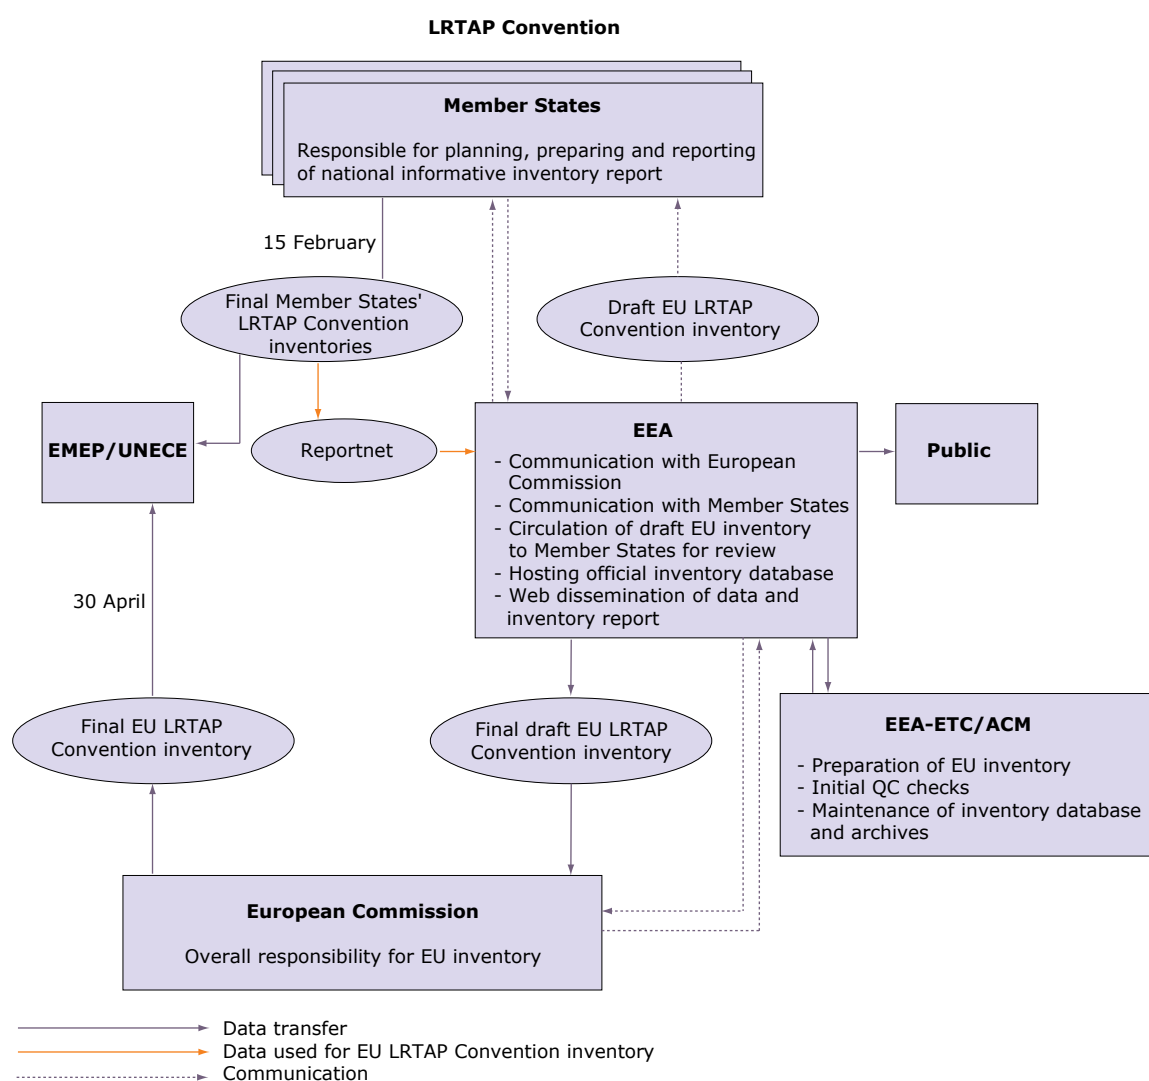 LRTAP Convention
Member States
Responsible for planning, preparing and reporting
of national informative inventory report
15 February
Final Member States'
LRTAP Convention
inventories
Draft EU LRTAP
Convention inventory
EMEP/UNECE
Reportnet
EEA
- Communication with European
Commission
- Communication with Member States
- Circulation of draft EU inventory
to Member States for review
- Hosting official inventory database
- Web dissemination of data and
inventory report
Public
30 April
Final EU LRTAP
Convention inventory
Final draft EU LRTAP
Convention inventory
EEA-ETC/ACM
- Preparation of EU inventory
- Initial QC checks
- Maintenance of inventory database
and archives
European Commission
Overall responsibility for EU inventory
Data transfer
Data used for EU LRTAP Convention inventory
Communication